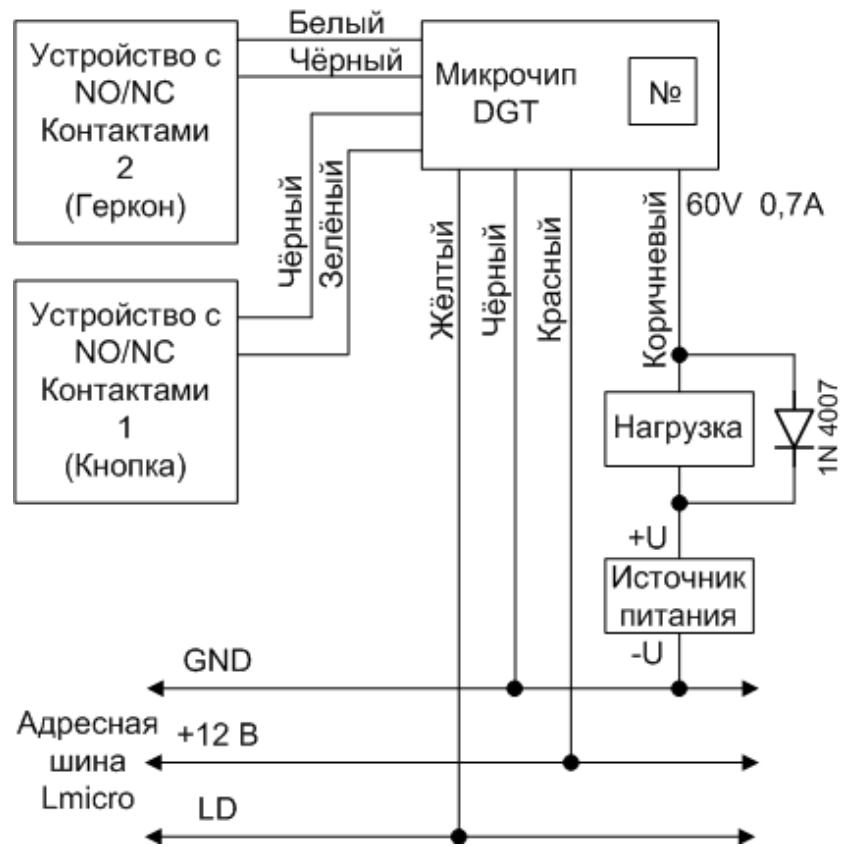 Белый
Чёрный
Устройство с
NO/NC
Контактами
2
(Геркон)
Микрочип
DGT
№
Чёрный
Зелёный
Жёлтый
Чёрный
Красный
Коричневый
60V 0,7А
Устройство с
NO/NC
Контактами
1
(Кнопка)
Нагрузка
1N 4007
+U
Источник
питания
-U
GND
Адресная
шина
Lmicro
+12 В
LD